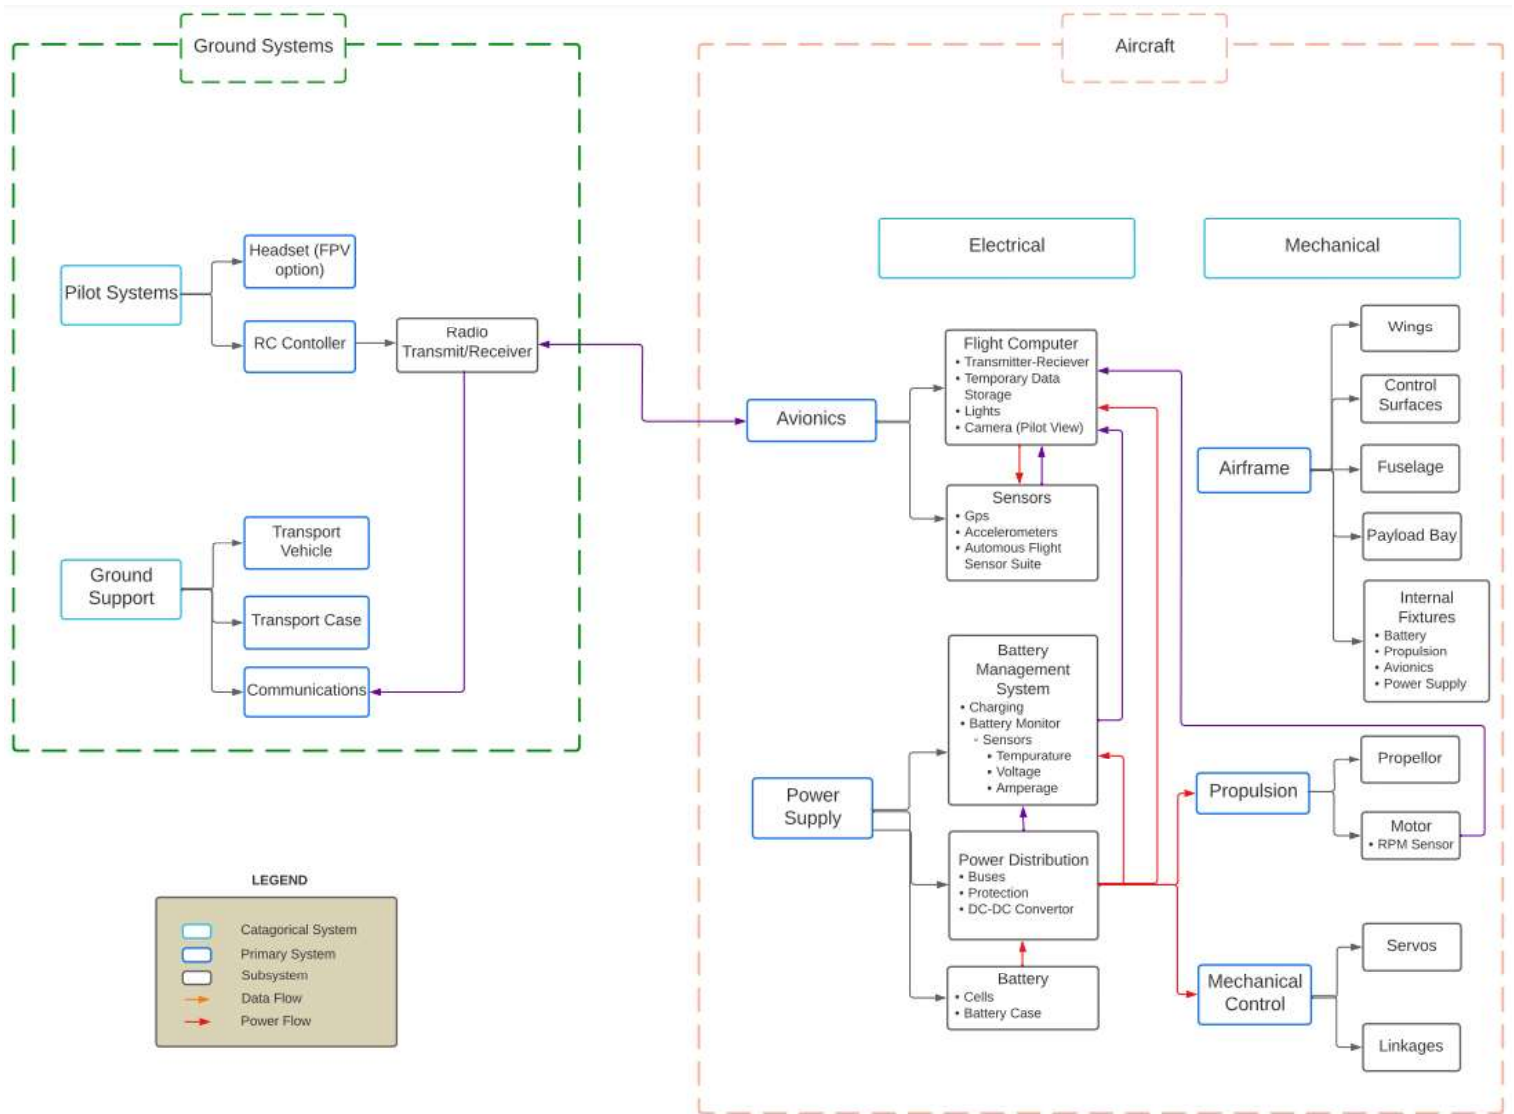 Ground Systems
Aircraft
Electrical
Mechanical
Headset (FPV
option)
Pilot Systems
RC Contoller
Radio
Transmit/Receiver
Transport
Vehicle
Ground
Support
Transport Case
Communications
Avionics
Flight Computer
• Transmitter-Reciever
• Temporary Data
Storage
• Lights
• Camera (Pilot View)
Sensors
• Gps
• Accelerometers
• Automous Flight
Sensor Suite
Battery
Management
System
• Charging
• Battery Monitor
- Sensors
• Tempurature
• Voltage
• Amperage
Power
Supply
Power Distribution
• Buses
• Protection
• DC-DC Convertor
Battery
• Cells
• Battery Case
Wings
Control
Surfaces
Airframe
Fuselage
Payload Bay
Internal
Fixtures
• Battery
• Propulsion
• Avionics
• Power Supply
Propellor
Propulsion
Motor
• RPM Sensor
Servos
Mechanical
Control
Linkages
LEGEND
Catagorical System
Primary System
Subsystem
Data Flow
Power Flow